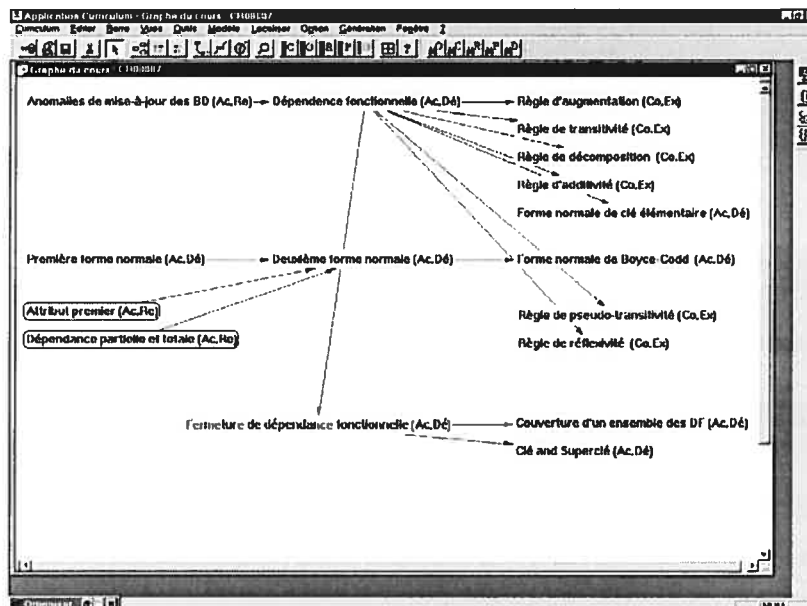 Application Curriculum - Graphe du cours - CB08U07
Curriculum Editer Barre Vues Outils Modele Localiser Option Génération Fenêtre ?
Graphe du cours - CB08U07
Anomalies de mise-à-jour des BD (Ac,Re) Dépendence fonctionnelle (Ac,Dé) Règle d'augmentation (Co,Ex)
Règle de transitivité (Co,Ex)
Règle de décomposition (Co,Ex)
Règle d'additivité (Co,Ex)
Forme normale de clé élémentaire (Ac,Dé)
Première forme normale (Ac,Dé) Deuxième forme normale (Ac,Dé) Forme normale de Boyce-Codd (Ac,Dé)
Attribut premier (Ac,Re)
Règle de pseudo-transitivité (Co,Ex)
Dépendance partielle et totale (Ac,Re)
Règle de réflexivité (Co,Ex)
Fermeture de dépendance fonctionnelle (Ac,Dé) Couverture d'un ensemble des DF (Ac,Dé)
Clé and Superclé (Ac,Dé)
NUM